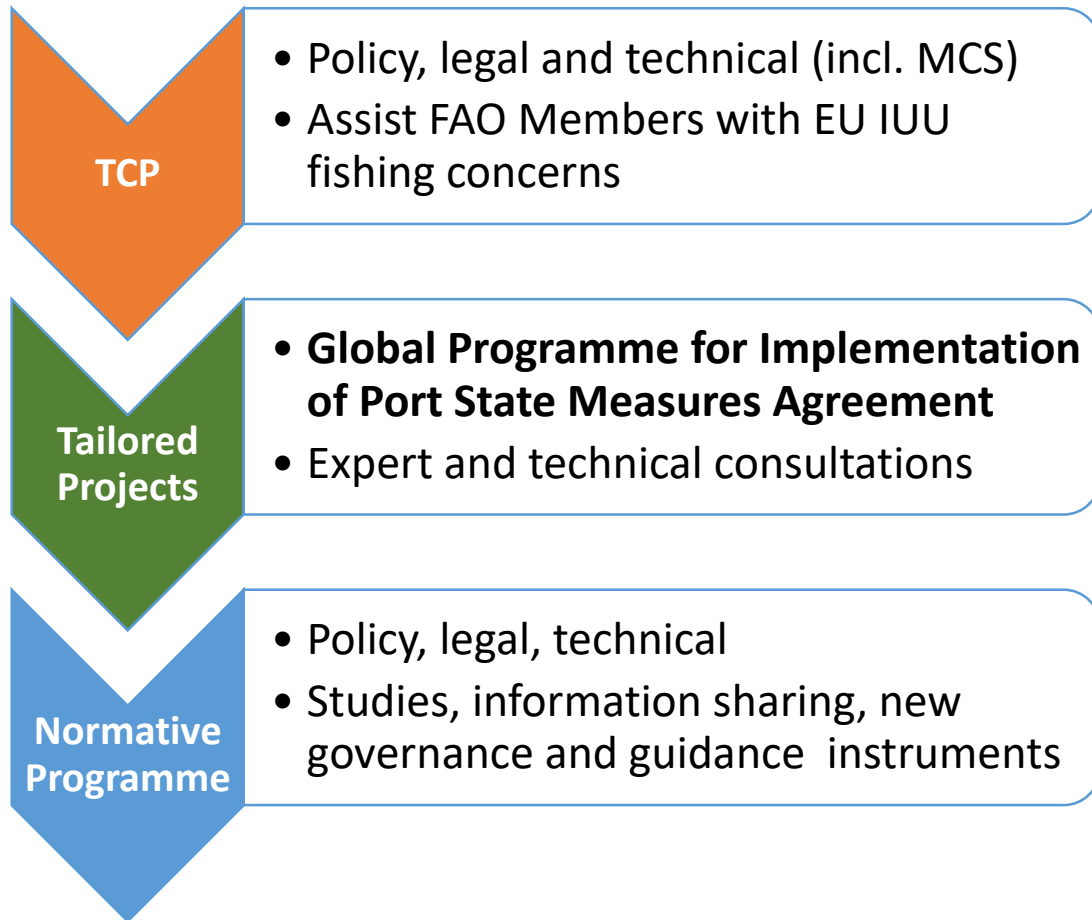 TCP
• Policy, legal and technical (incl. MCS)
• Assist FAO Members with EU IUU
fishing concerns
Tailored
Projects
• Global Programme for Implementation
of Port State Measures Agreement
• Expert and technical consultations
Normative
Programme
• Policy, legal, technical
• Studies, information sharing, new
governance and guidance  instruments